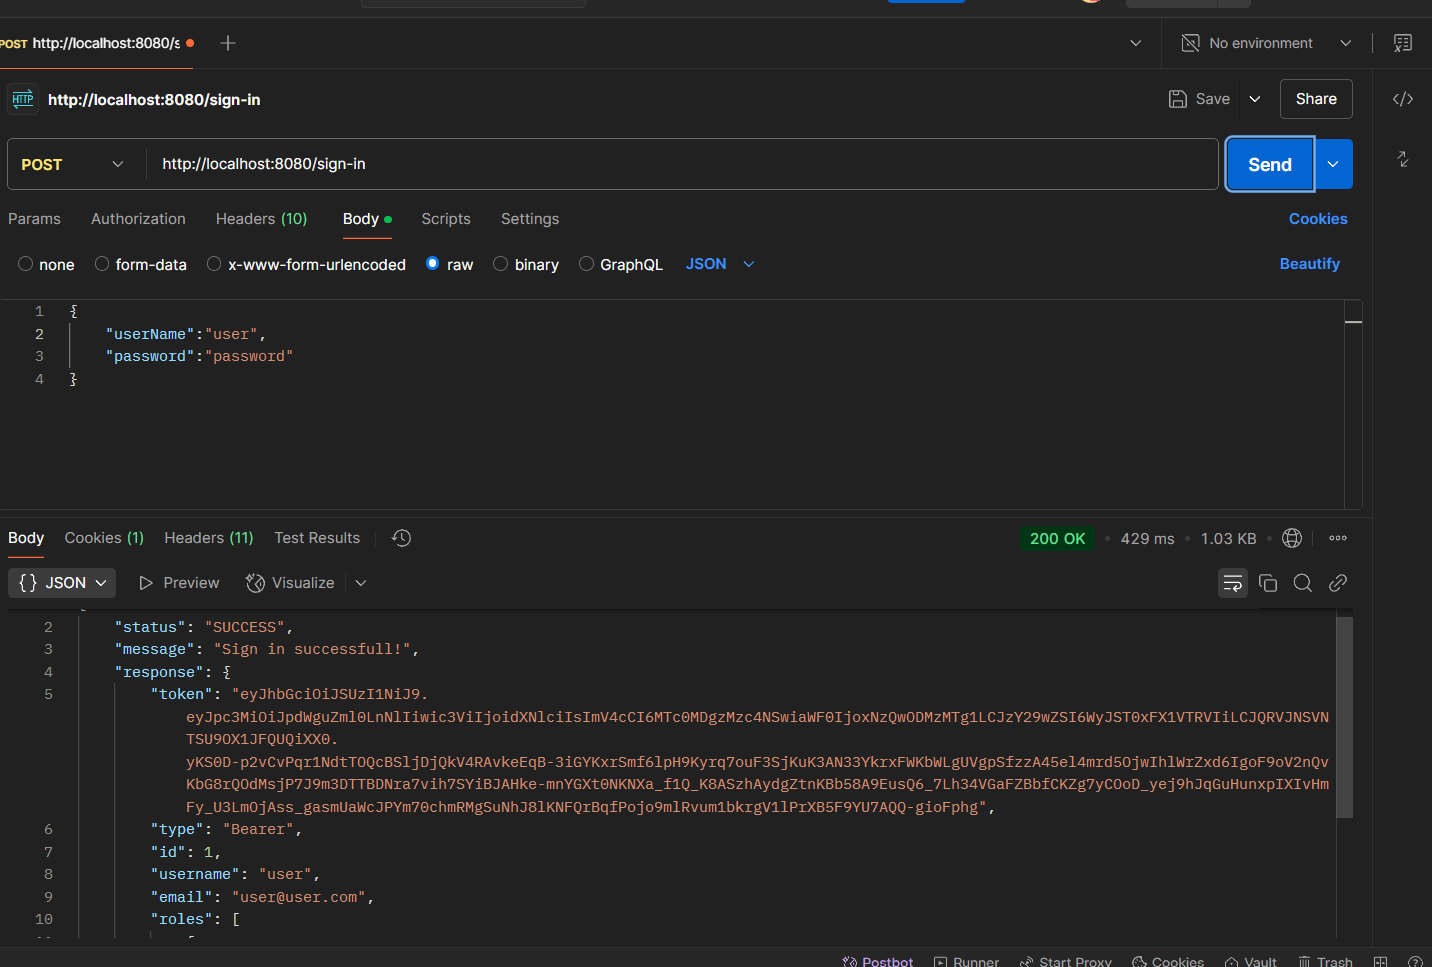 POST http://localhost:8080/s
No environment
HTTP http://localhost:8080/sign-in
Save
Share
POST
http://localhost:8080/sign-in
Send
Params Authorization Headers (10) Body Scripts Settings
Cookies
none form-data x-www-form-urlencoded raw binary GraphQL JSON
Beautify
1 {
2 "userName":"user",
3 "password":"password"
4 }
Body Cookies (1) Headers (11) Test Results
200 OK • 429 ms • 1.03 KB •
{} JSON Preview Visualize
2 "status": "SUCCESS",
3 "message": "Sign in successfull!",
4 "response": {
5 "token": "eyJhbGciOiJSUzI1NiJ9.
eyJpc3MiOiJpdWguZml0LnNlIiwic3ViIjoidXNlciIsImV4cCI6MTc0MDgzMzc4NSwiaWF0IjoxNzQwODMzMTg1LCJzY29wZSI6WyJST0xFX1VTRVIiLCJQRVJNSVN
TSU9OX1JFQUQiXX0.
yKS0D-p2vCvPqr1NdtTOQcBSljDjQkV4RAvkeEqB-3iGYKxrSmf6lpH9Kyrq7ouF3SjKuK3AN33YkrxFWKbWLgUVgpSfzzA45el4mrd5OjwIhlWrZxd6IgoF9oV2nQv
KbG8rQOdMsjP7J9m3DTTBDNra7vih7SYiBJAHke-mnYGXt0NKNXa_f1Q_K8ASzhAydgZtnKBb58A9EusQ6_7Lh34VGaFZBbfCKZg7yCOoD_yej9hJqGuHunxpIXIvHm
Fy_U3LmOjAss_gasmUaWcJPYm70chmRMgSuNhJ8lKNFQrBqfPojo9mlRvum1bkrgV1lPrXB5F9YU7AQQ-gioFphg",
6 "type": "Bearer",
7 "id": 1,
8 "username": "user",
9 "email": "user@user.com",
10 "roles": [
Postbot Runner Start Proxy Cookies Vault Trash